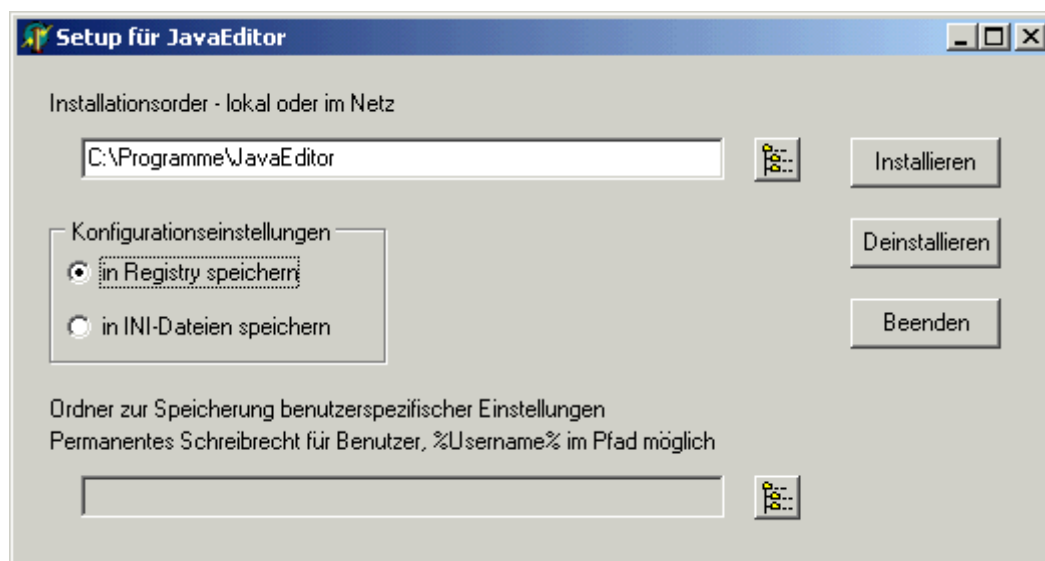 Setup für JavaEditor
Installationsorder - lokal oder im Netz
C:\Programme\JavaEditor
Installieren
Konfigurationseinstellungen
Deinstallieren
in Registry speichern
in INI-Dateien speichern
Beenden
Ordner zur Speicherung benutzerspezifischer Einstellungen
Permanentes Schreibrecht für Benutzer, %Username% im Pfad möglich